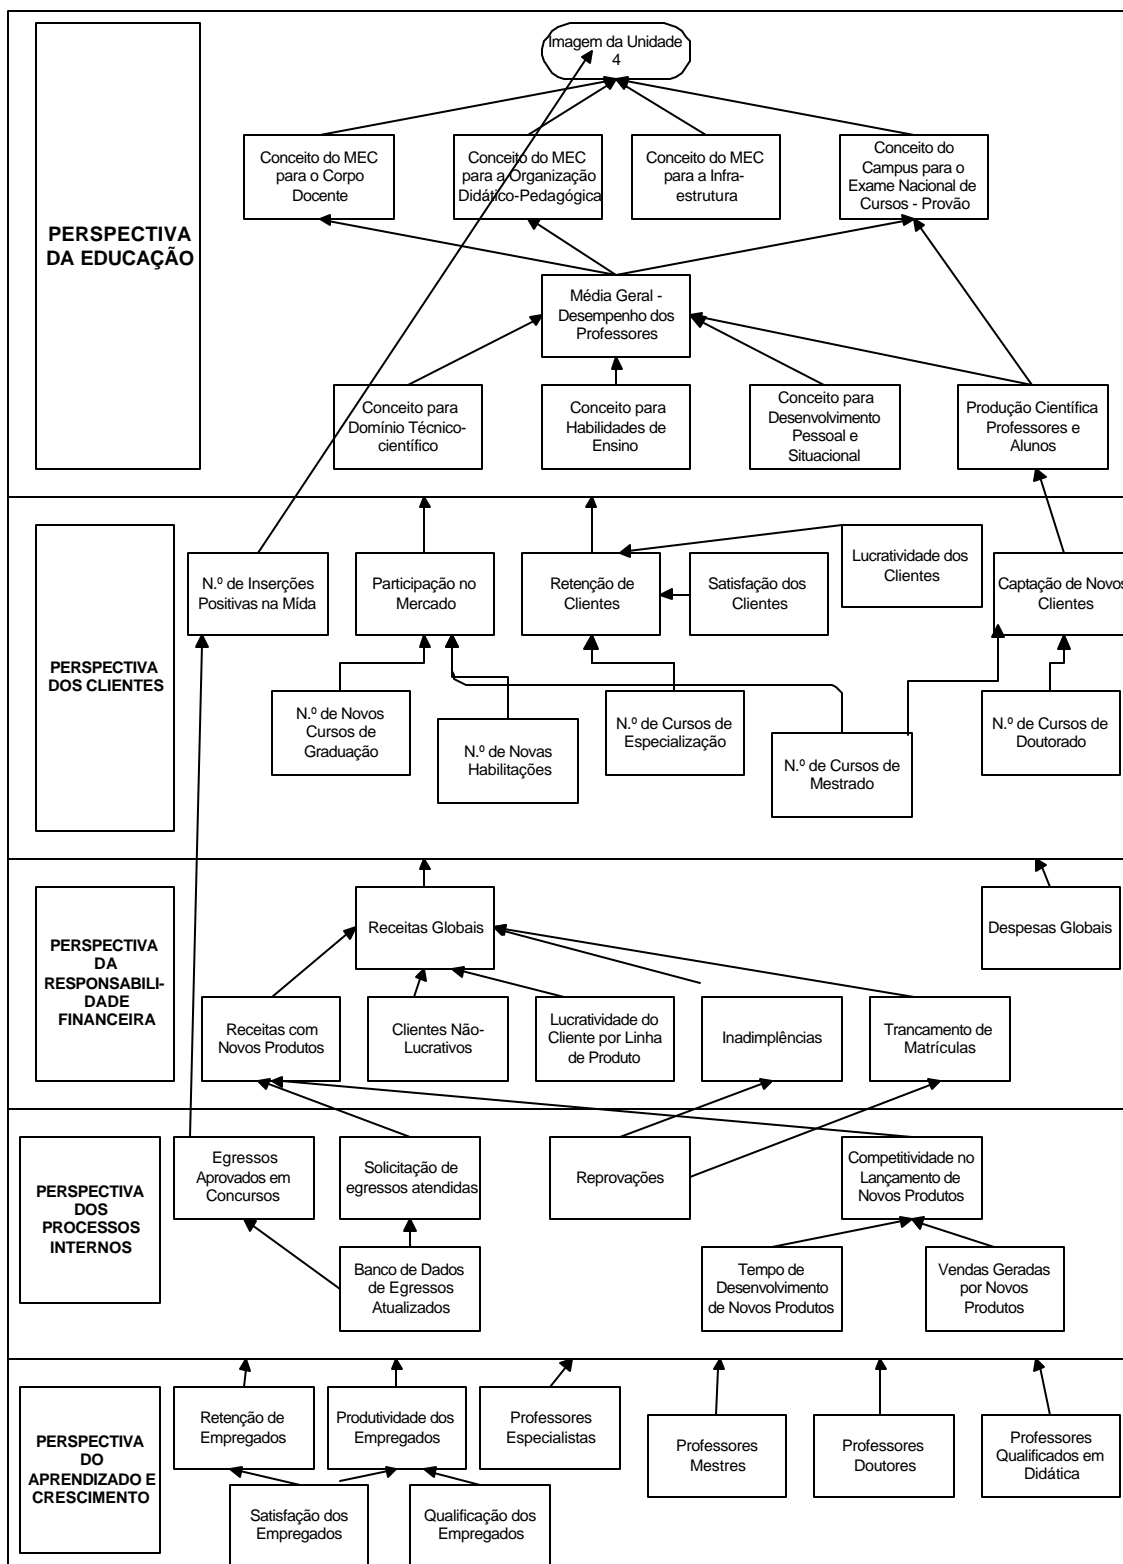 Imagem da Unidade
4
PERSPECTIVA
DA EDUCAÇÃO
Conceito do MEC
para o Corpo
Docente
Conceito do MEC
para a Organização
Didático-Pedagógica
Conceito do MEC
para a Infra-
estrutura
Conceito do
Campus para o
Exame Nacional de
Cursos - Provão
Média Geral -
Desempenho dos
Professores
Conceito para
Domínio Técnico-
científico
Conceito para
Habilidades de
Ensino
Conceito para
Desenvolvimento
Pessoal e
Situacional
Produção Científica
Professores e
Alunos
PERSPECTIVA
DOS CLIENTES
N.º de Inserções
Positivas na Mída
Participação no
Mercado
Retenção de
Clientes
Satisfação dos
Clientes
Lucratividade dos
Clientes
Captação de Novos
Clientes
N.º de Novos
Cursos de
Graduação
N.º de Novas
Habilitações
N.º de Cursos de
Especialização
N.º de Cursos de
Mestrado
N.º de Cursos de
Doutorado
PERSPECTIVA
DA
RESPONSABILI-
DADE
FINANCEIRA
Receitas Globais
Despesas Globais
Receitas com
Novos Produtos
Clientes Não-
Lucrativos
Lucratividade do
Cliente por Linha
de Produto
Inadimplências
Trancamento de
Matrículas
PERSPECTIVA
DOS
PROCESSOS
INTERNOS
Egressos
Aprovados em
Concursos
Solicitação de
egressos atendidas
Reprovações
Competitividade no
Lançamento de
Novos Produtos
Banco de Dados
de Egressos
Atualizados
Tempo de
Desenvolvimento
de Novos Produtos
Vendas Geradas
por Novos
Produtos
PERSPECTIVA
DO
APRENDIZADO E
CRESCIMENTO
Retenção de
Empregados
Produtividade dos
Empregados
Professores
Especialistas
Professores
Mestres
Professores
Doutores
Professores
Qualificados em
Didática
Satisfação dos
Empregados
Qualificação dos
Empregados